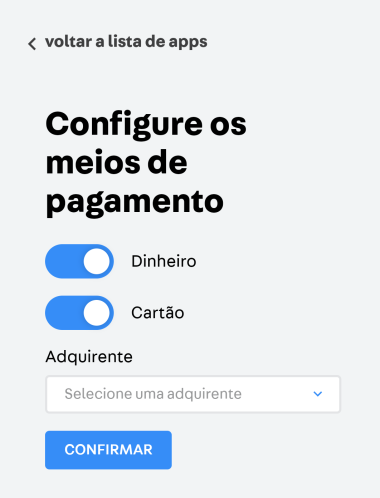 voltar a lista de apps
Configure os
meios de
pagamento
Dinheiro
Cartão
Adquirente
Selecione uma adquirente
CONFIRMAR